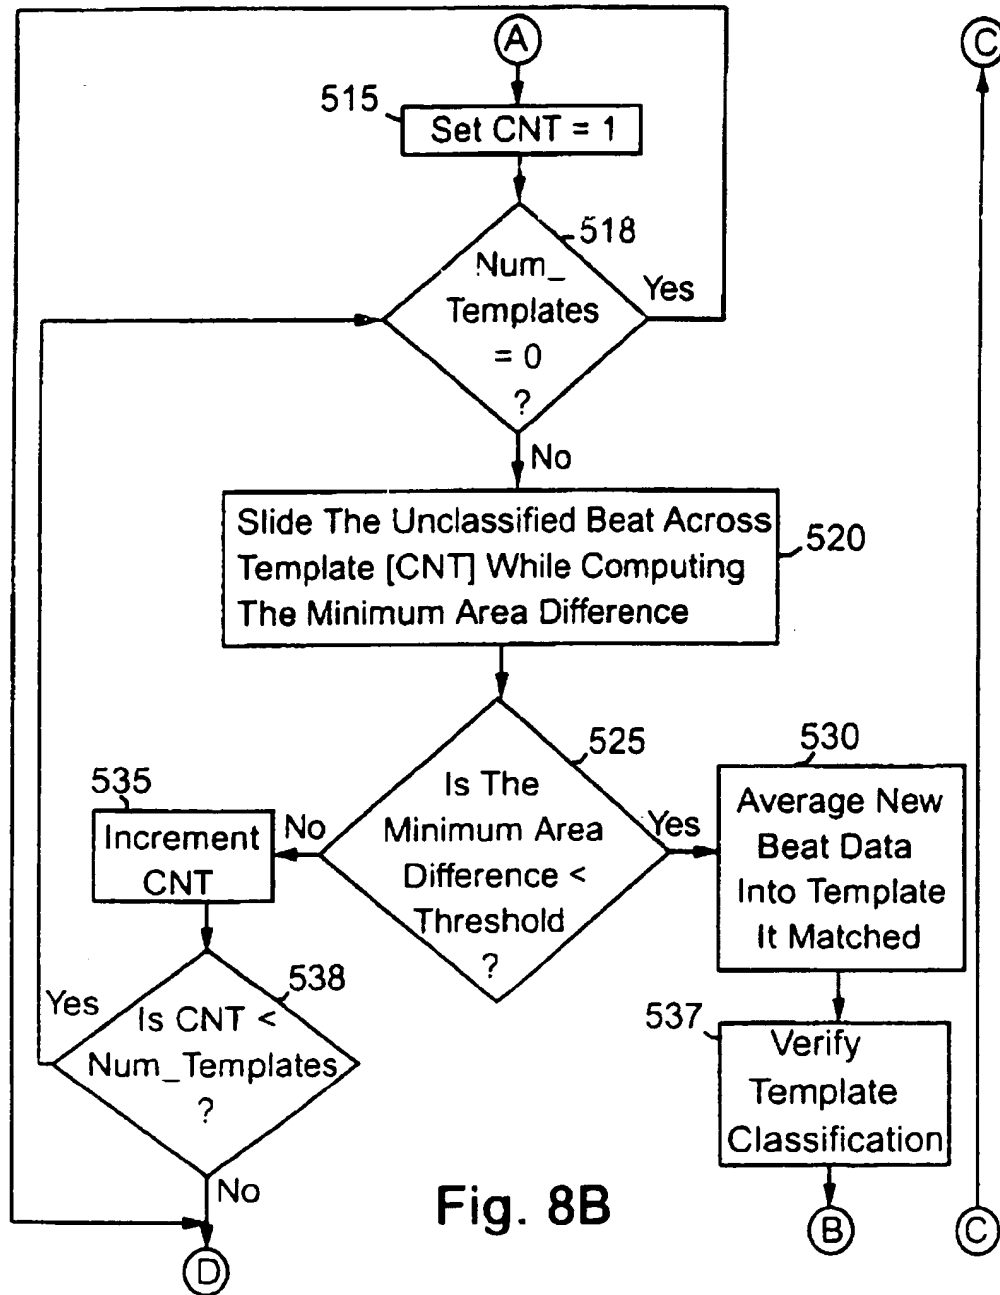 A
C
515
Set CNT = 1
518
Num_
Templates
= 0
?
Yes
No
Slide The Unclassified Beat Across
Template [CNT] While Computing
The Minimum Area Difference
520
525
Is The
Minimum Area
Difference <
Threshold
?
No
Yes
530
Average New
Beat Data
Into Template
It Matched
535
Increment
CNT
538
Is CNT <
Num_Templates
?
Yes
No
537
Verify
Template
Classification
Fig. 8B
B
C
D